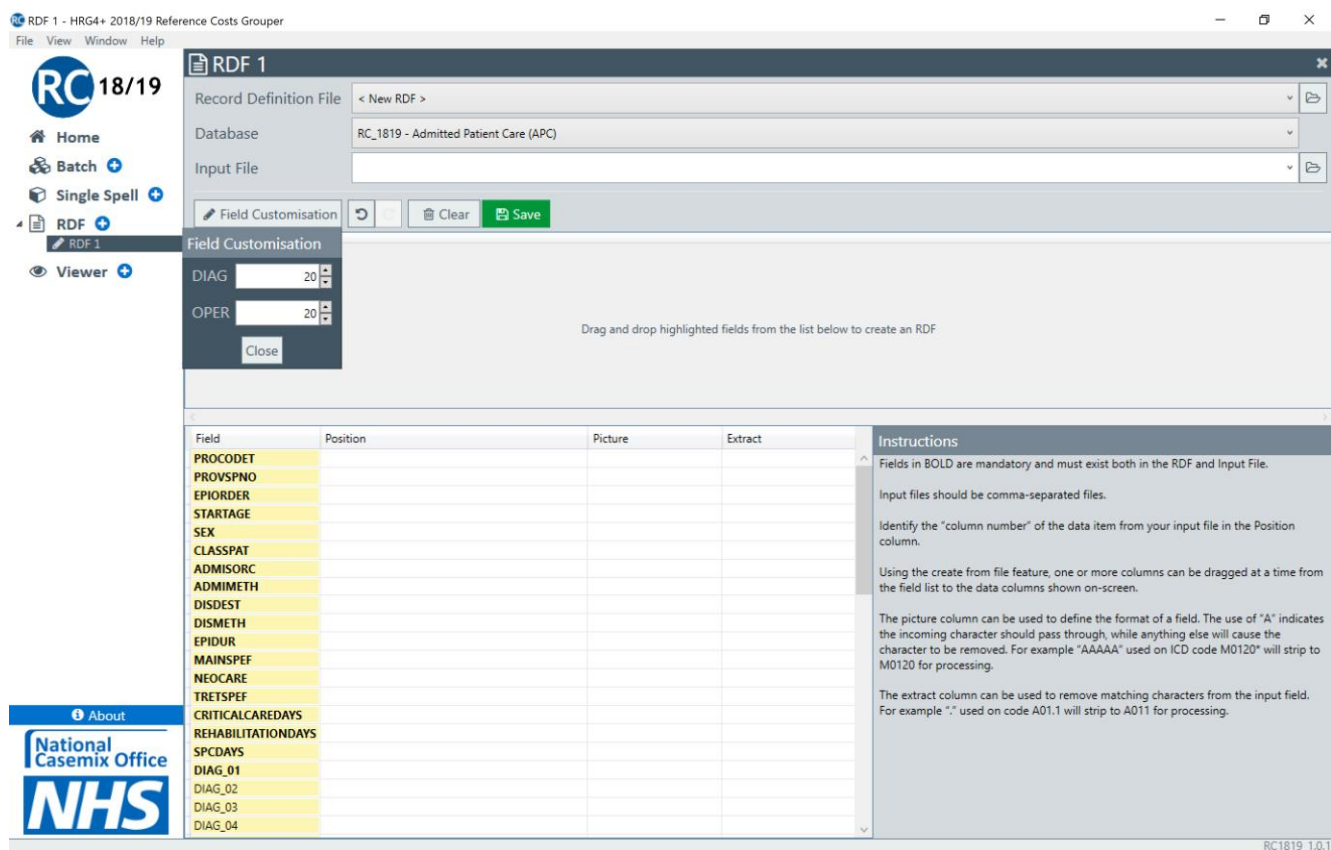 RDF 1 - HRG4+ 2018/19 Reference Costs Grouper
File View Window Help
RC 18/19
Home
Batch
Single Spell
RDF
RDF 1
Viewer
About
National
Casemix Office
NHS
RDF 1
Record Definition File < New RDF >
Database RC_1819 - Admitted Patient Care (APC)
Input File
Field Customisation Clear Save
Field Customisation
DIAG 20
OPER 20
Close
Drag and drop highlighted fields from the list below to create an RDF
Field Position Picture Extract
PROCODET
PROVSPNO
EPIORDER
STARTAGE
SEX
CLASSPAT
ADMISORC
ADMIMETH
DISDEST
DISMETH
EPIDUR
MAINSPEF
NEOCARE
TRETSPEF
CRITICALCAREDAYS
REHABILITATIONDAYS
SPCDAYS
DIAG_01
DIAG_02
DIAG_03
DIAG_04
Instructions
Fields in BOLD are mandatory and must exist both in the RDF and Input File.
Input files should be comma-separated files.
Identify the "column number" of the data item from your input file in the Position
column.
Using the create from file feature, one or more columns can be dragged at a time from
the field list to the data columns shown on-screen.
The picture column can be used to define the format of a field. The use of "A" indicates
the incoming character should pass through, while anything else will cause the
character to be removed. For example "AAAAA" used on ICD code M0120* will strip to
M0120 for processing.
The extract column can be used to remove matching characters from the input field.
For example "." used on code A01.1 will strip to A011 for processing.
RC1819 1.0.1